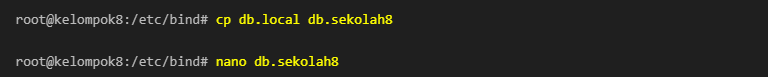 root@kelompok8:/etc/bind# cp db.local db.sekolah8
root@kelompok8:/etc/bind# nano db.sekolah8